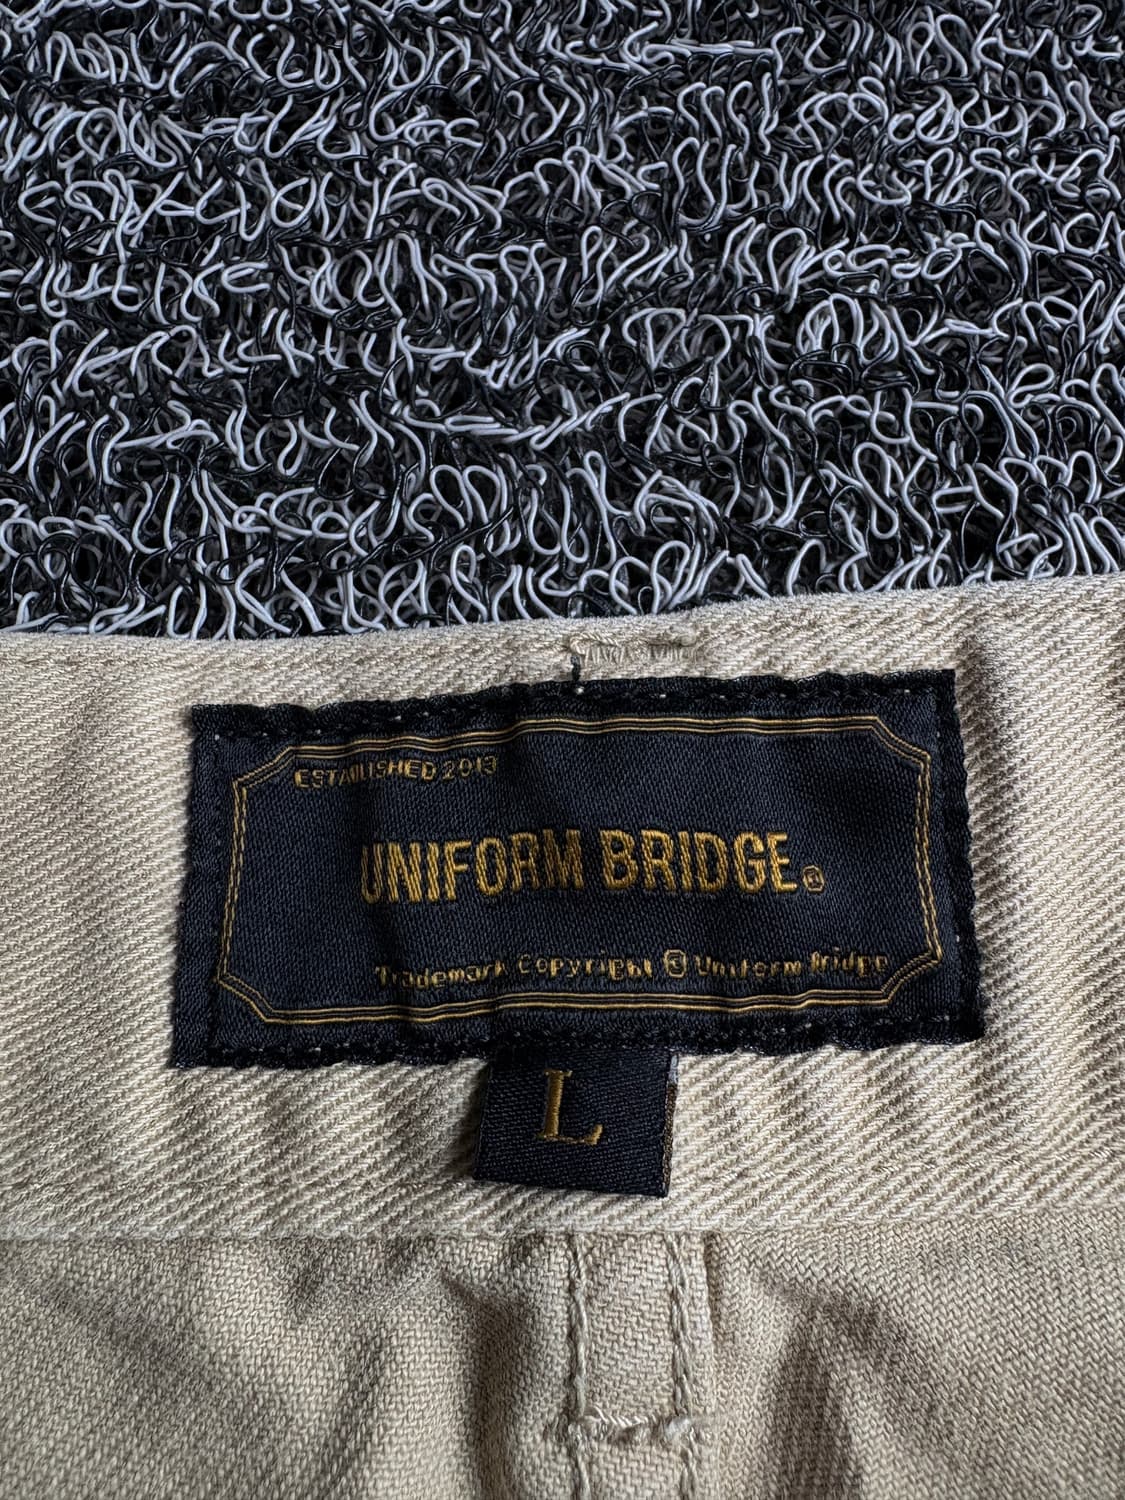 ESTABLISHED 2013
UNIFORM BRIDGE®
Trademark Copyright © Uniform Bridge
L